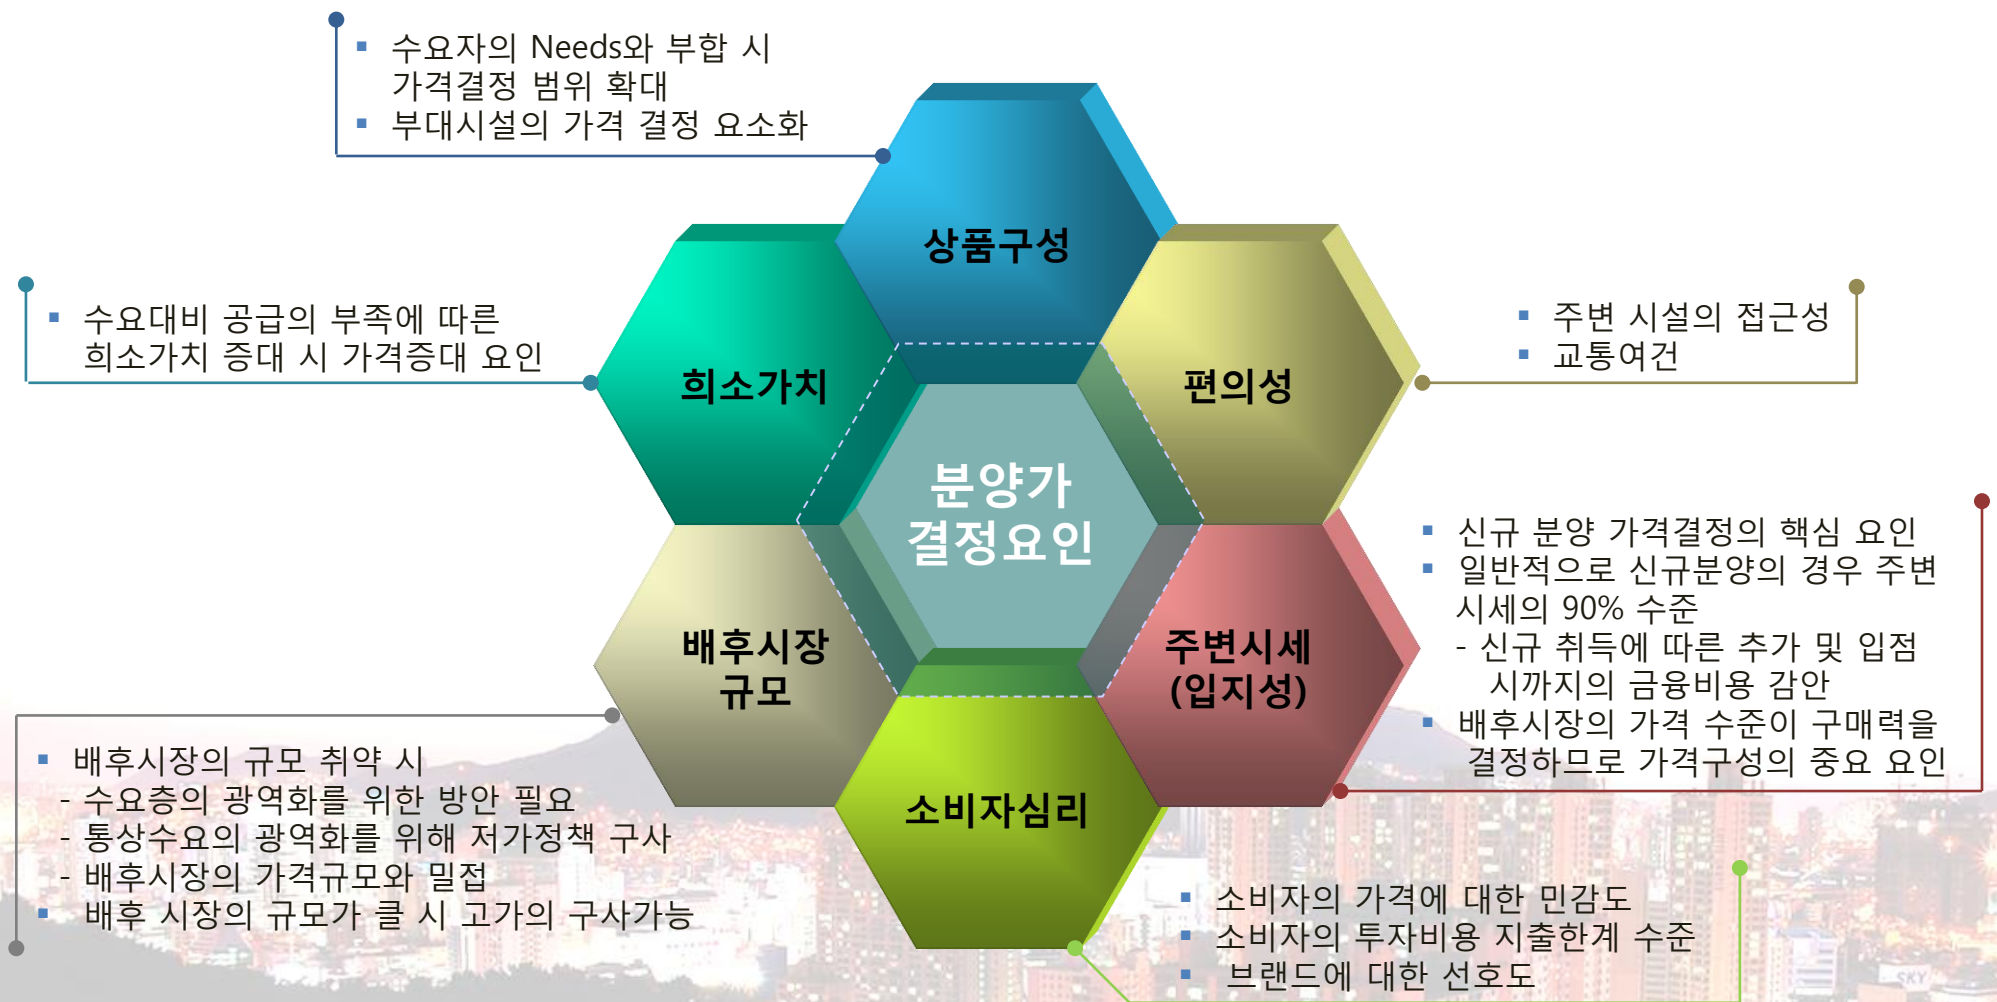 수요자의 Needs와 부합 시
가격결정 범위 확대
부대시설의 가격 결정 요소화
상품구성
수요대비 공급의 부족에 따른
희소가치 증대 시 가격증대 요인
희소가치
편의성
주변 시설의 접근성
교통여건
분양가
결정요인
신규 분양 가격결정의 핵심 요인
일반적으로 신규분양의 경우 주변
시세의 90% 수준
- 신규 취득에 따른 추가 및 입점
시까지의 금융비용 감안
배후시장의 가격 수준이 구매력을
결정하므로 가격구성의 중요 요인
배후시장
규모
주변시세
(입지성)
배후시장의 규모 취약 시
- 수요층의 광역화를 위한 방안 필요
- 통상수요의 광역화를 위해 저가정책 구사
- 배후시장의 가격규모와 밀접
배후 시장의 규모가 클 시 고가의 구사가능
소비자심리
소비자의 가격에 대한 민감도
소비자의 투자비용 지출한계 수준
브랜드에 대한 선호도
SKY